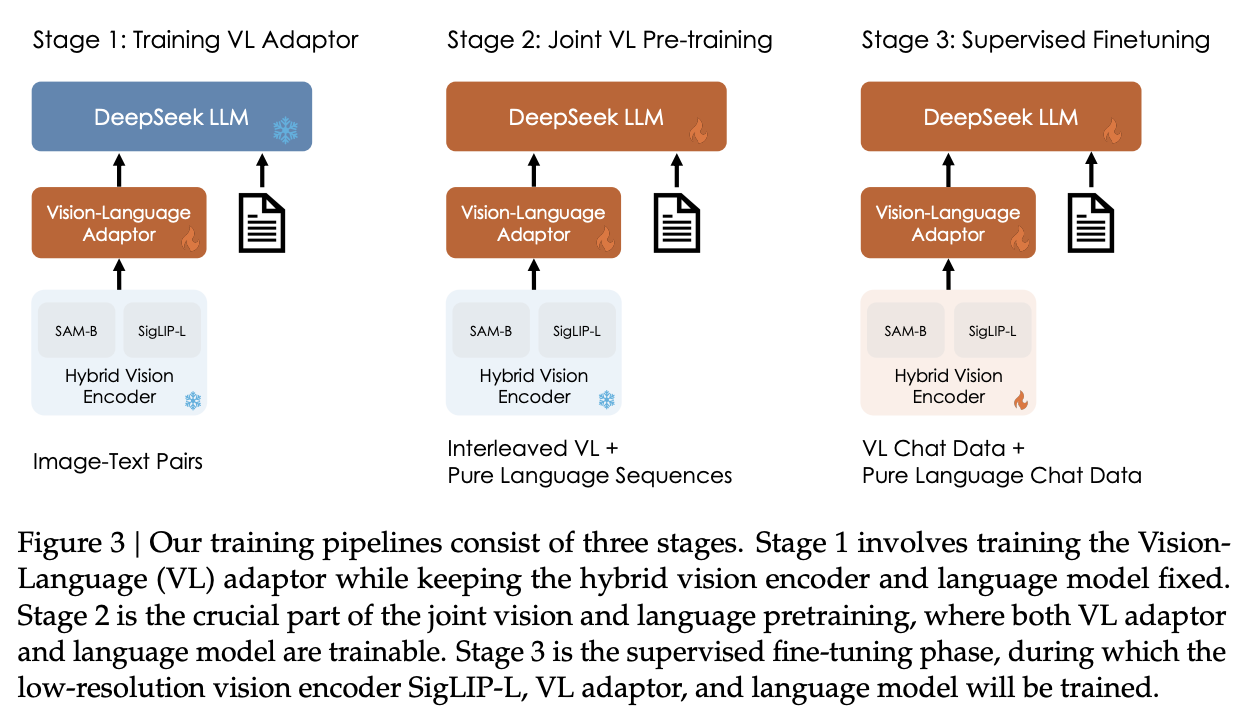 Stage 1: Training VL Adaptor
DeepSeek LLM
Vision-Language
Adaptor
SAM-B
SigLIP-L
Hybrid Vision
Encoder
Image-Text Pairs
Stage 2: Joint VL Pre-training
DeepSeek LLM
Vision-Language
Adaptor
SAM-B
SigLIP-L
Hybrid Vision
Encoder
Interleaved VL +
Pure Language Sequences
Stage 3: Supervised Finetuning
DeepSeek LLM
Vision-Language
Adaptor
SAM-B
SigLIP-L
Hybrid Vision
Encoder
VL Chat Data +
Pure Language Chat Data
Figure 3 | Our training pipelines consist of three stages. Stage 1 involves training the Vision-
Language (VL) adaptor while keeping the hybrid vision encoder and language model fixed.
Stage 2 is the crucial part of the joint vision and language pretraining, where both VL adaptor
and language model are trainable. Stage 3 is the supervised fine-tuning phase, during which the
low-resolution vision encoder SigLIP-L, VL adaptor, and language model will be trained.